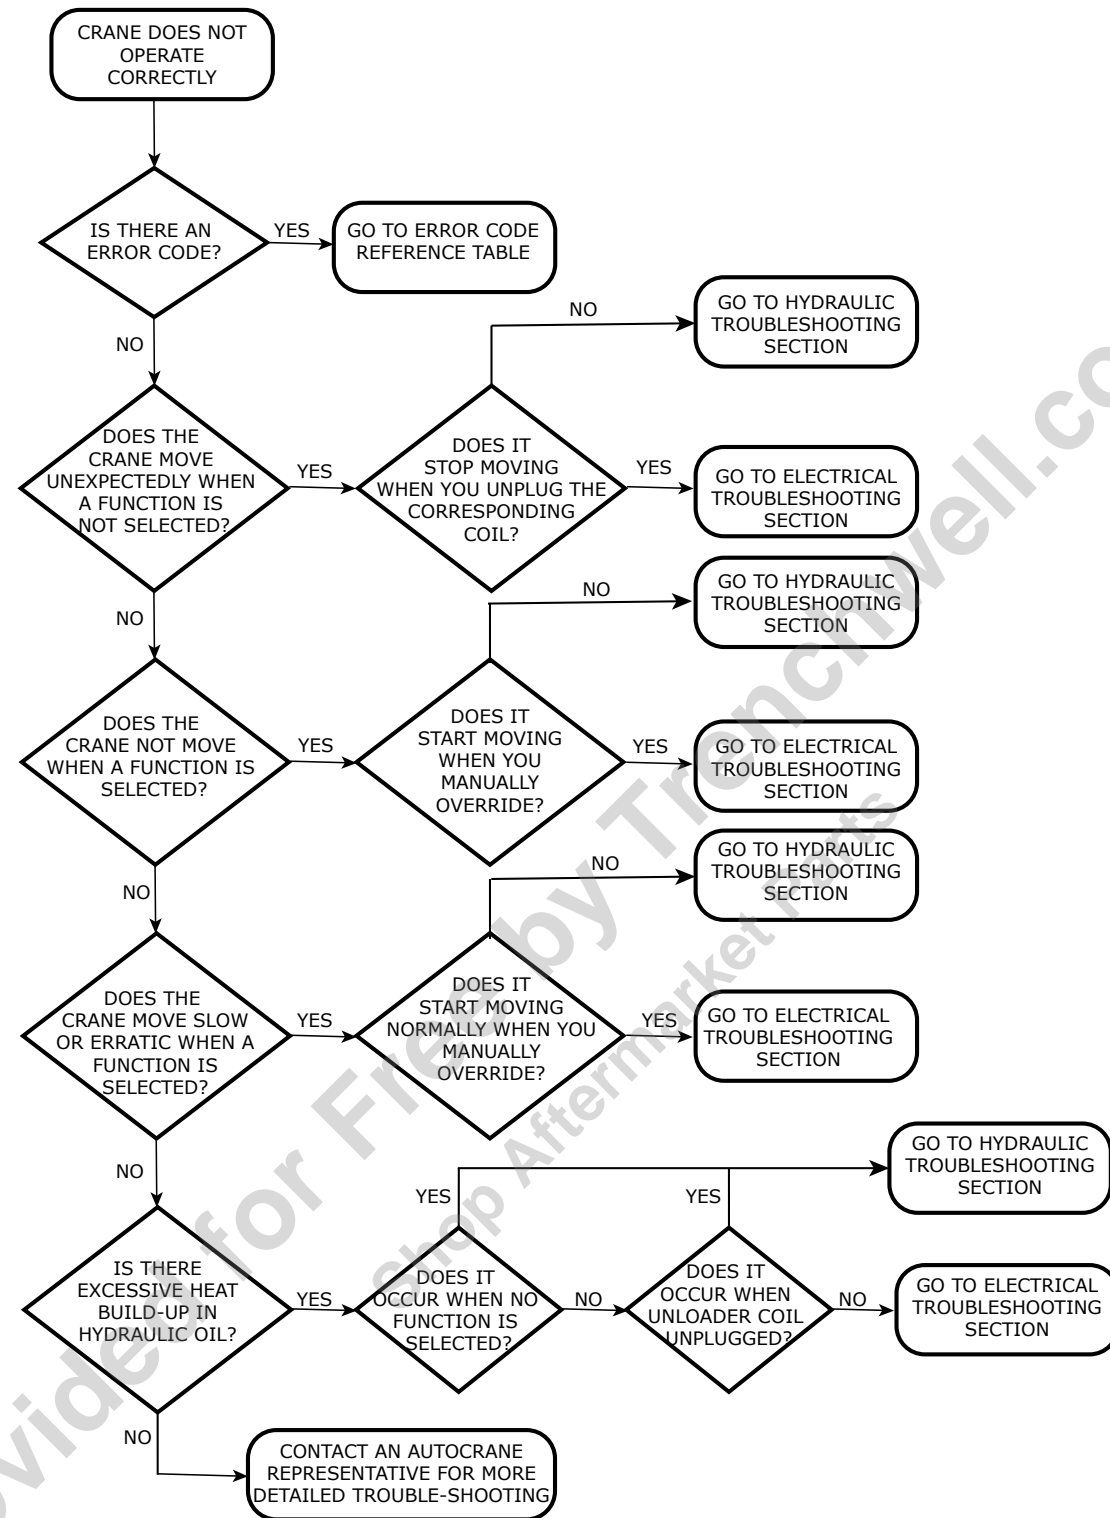 CRANE DOES NOT
OPERATE
CORRECTLY
IS THERE AN
ERROR CODE?
YES
GO TO ERROR CODE
REFERENCE TABLE
NO
NO
GO TO HYDRAULIC
TROUBLESHOOTING
SECTION
DOES THE
CRANE MOVE
UNEXPECTEDLY WHEN
A FUNCTION IS
NOT SELECTED?
YES
DOES IT
STOP MOVING
WHEN YOU UNPLUG THE
CORRESPONDING
COIL?
YES
GO TO ELECTRICAL
TROUBLESHOOTING
SECTION
NO
NO
GO TO HYDRAULIC
TROUBLESHOOTING
SECTION
DOES THE
CRANE NOT MOVE
WHEN A FUNCTION IS
SELECTED?
YES
DOES IT
START MOVING
WHEN YOU
MANUALLY
OVERRIDE?
YES
GO TO ELECTRICAL
TROUBLESHOOTING
SECTION
NO
NO
GO TO HYDRAULIC
TROUBLESHOOTING
SECTION
DOES THE
CRANE MOVE SLOW
OR ERRATIC WHEN A
FUNCTION IS
SELECTED?
YES
DOES IT
START MOVING
NORMALLY WHEN YOU
MANUALLY
OVERRIDE?
YES
GO TO ELECTRICAL
TROUBLESHOOTING
SECTION
NO
YES
YES
GO TO HYDRAULIC
TROUBLESHOOTING
SECTION
IS THERE
EXCESSIVE HEAT
BUILD-UP IN
HYDRAULIC OIL?
YES
DOES IT
OCCUR WHEN NO
FUNCTION IS
SELECTED?
NO
DOES IT
OCCUR WHEN
UNLOADER COIL
UNPLUGGED?
NO
GO TO ELECTRICAL
TROUBLESHOOTING
SECTION
NO
CONTACT AN AUTOCRANE
REPRESENTATIVE FOR MORE
DETAILED TROUBLE-SHOOTING
for Free by Trenchwell.co
Shop Aftermarket Parts